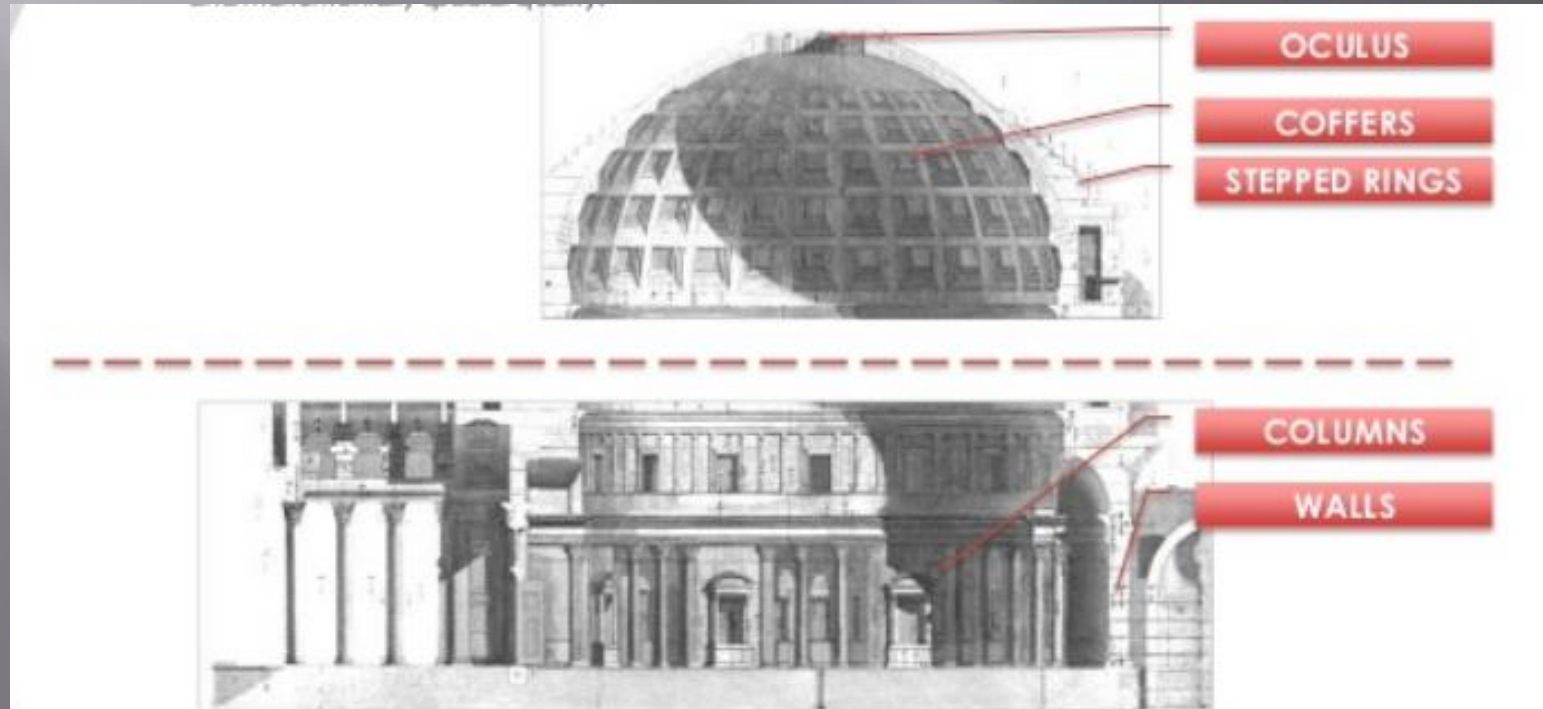 OCULUS
COFFERS
STEPPED RINGS
COLUMNS
WALLS